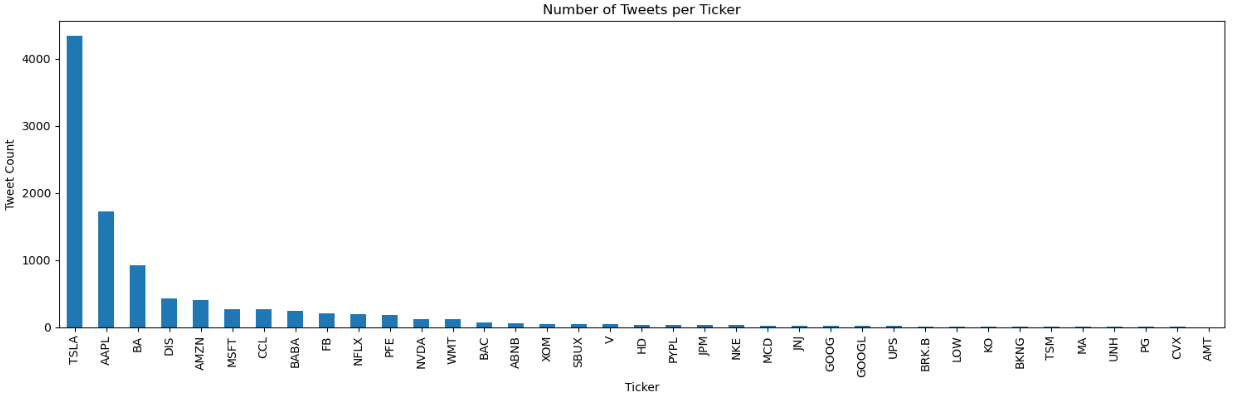 Number of Tweets per Ticker
Tweet Count
4000
3000
2000
1000
0
TSLA
AAPL
BA
DIS
AMZN
MSFT
CCL
BABA
FB
NFLX
PFE
NVDA
WMT
BAC
ABNB
XOM
SBUX
V
HD
PYPL
JPM
NKE
MCD
JNJ
GOOG
GOOGL
UPS
BRK.B
LOW
KO
BKNG
TSM
MA
UNH
PG
CVX
AMT
Ticker